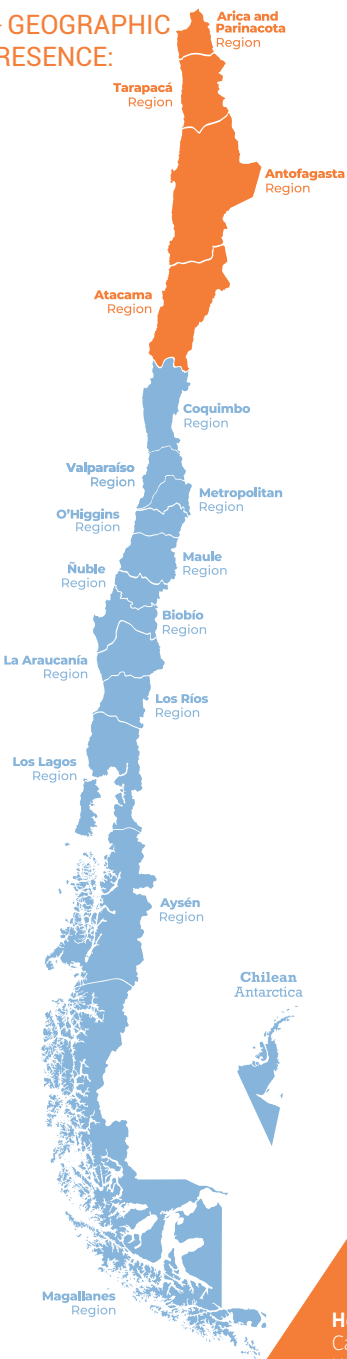 GEOGRAPHIC
RESENCE:
Arica and
Parinacota
Region
Tarapacá
Region
Antofagasta
Region
Atacama
Region
Coquimbo
Region
Valparaíso
Region
Metropolitan
Region
O'Higgins
Region
Maule
Region
Ñuble
Region
Biobío
Region
La Araucanía
Region
Los Ríos
Region
Los Lagos
Region
Aysén
Region
Chilean
Antarctica
Magallanes
Region